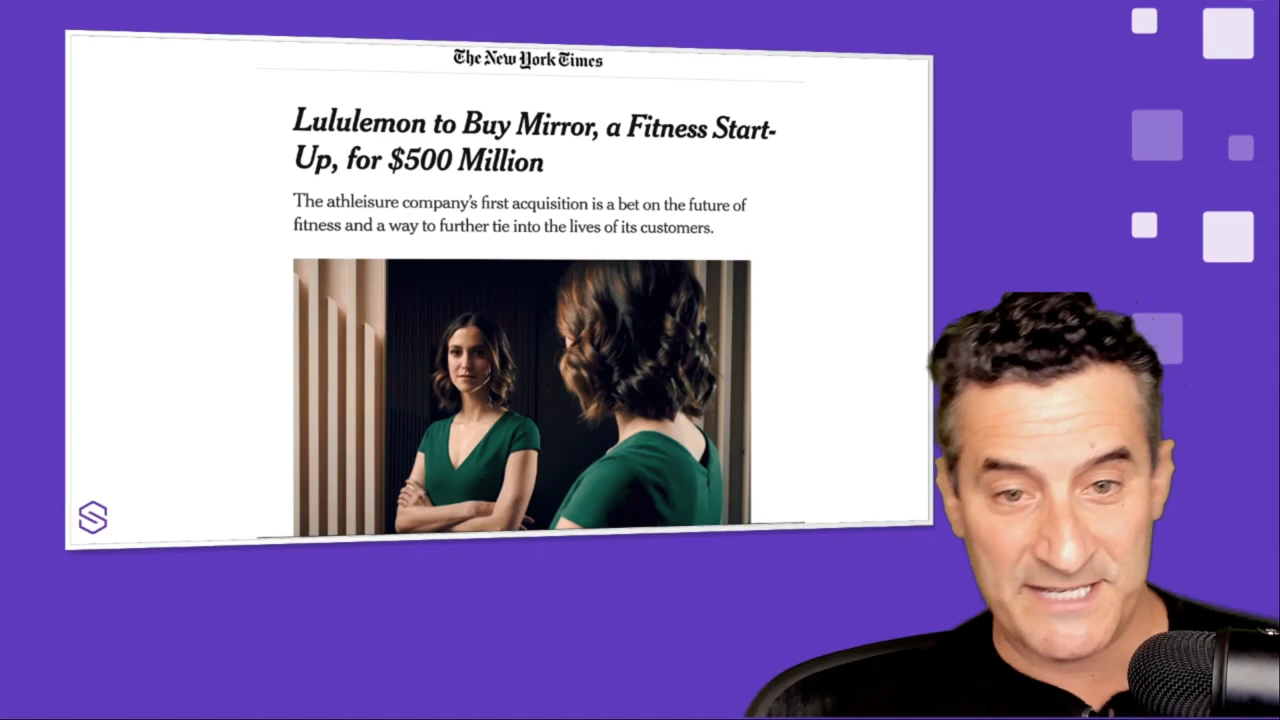 The New York Times
Lululemon to Buy Mirror, a Fitness Start-
Up, for $500 Million
The athleisure company's first acquisition is a bet on the future of
fitness and a way to further tie into the lives of its customers.